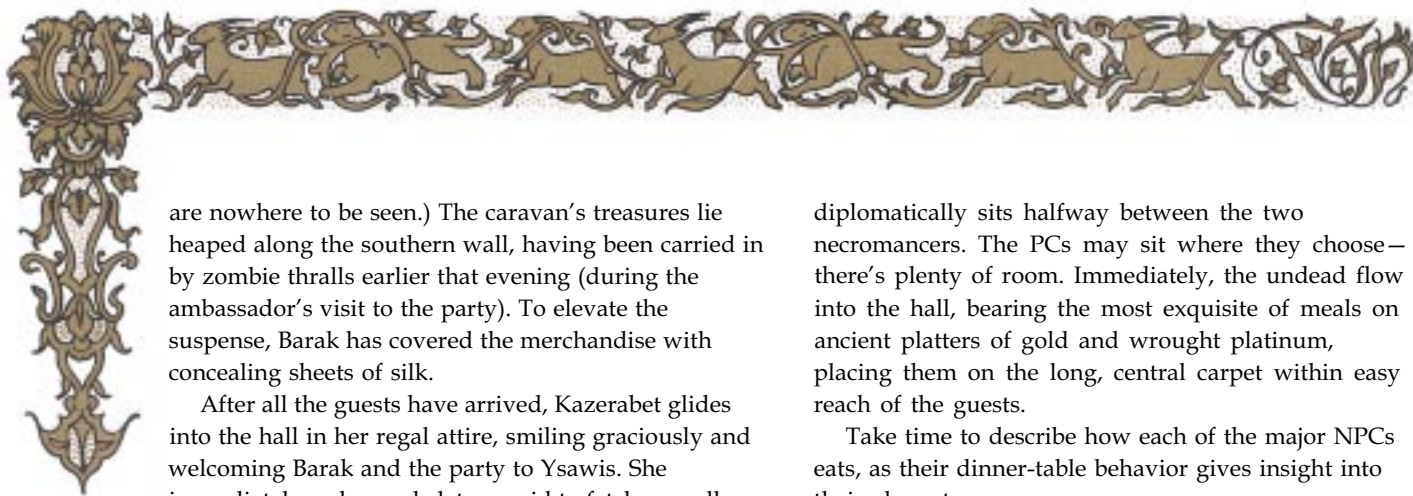 are nowhere to be seen.) The caravan's treasures lie
heaped along the southern wall, having been carried in
by zombie thralls earlier that evening (during the
ambassador's visit to the party). To elevate the
suspense, Barak has covered the merchandise with
concealing sheets of silk.
After all the guests have arrived, Kazerabet glides
into the hall in her regal attire, smiling graciously and
welcoming Barak and the party to Ysawis. She
diplomatically sits halfway between the two
necromancers. The PCs may sit where they choose—
there's plenty of room. Immediately, the undead flow
into the hall, bearing the most exquisite of meals on
ancient platters of gold and wrought platinum,
placing them on the long, central carpet within easy
reach of the guests.
Take time to describe how each of the major NPCs
eats, as their dinner-table behavior gives insight into